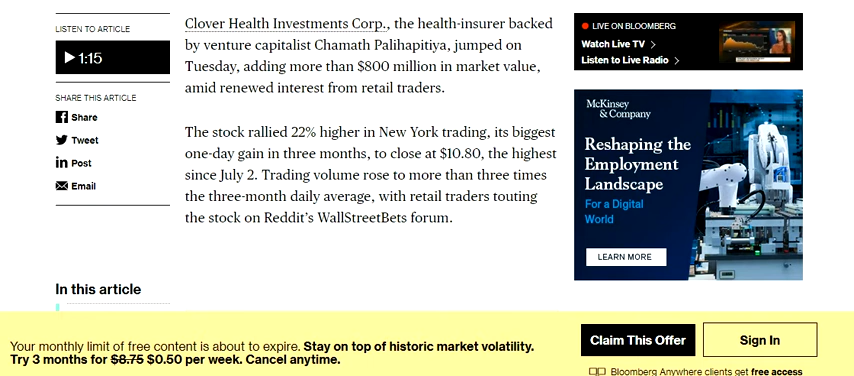 LISTEN TO ARTICLE
1:15
SHARE THIS ARTICLE
Share
Tweet
Post
Email
In this article
Clover Health Investments Corp., the health-insurer backed
by venture capitalist Chamath Palihapitiya, jumped on
Tuesday, adding more than $800 million in market value,
amid renewed interest from retail traders.
The stock rallied 22% higher in New York trading, its biggest
one-day gain in three months, to close at $10.80, the highest
since July 2. Trading volume rose to more than three times
the three-month daily average, with retail traders touting
the stock on Reddit’s WallStreetBets forum.
LIVE ON BLOOMBERG
Watch Live TV
Listen to Live Radio
McKinsey
& Company
Reshaping the
Employment
Landscape
For a Digital
World
LEARN MORE
Your monthly limit of free content is about to expire. Stay on top of historic market volatility.
Try 3 months for $8.75 $0.50 per week. Cancel anytime.
Claim This Offer
Sign In
Bloomberg Anywhere clients get free access